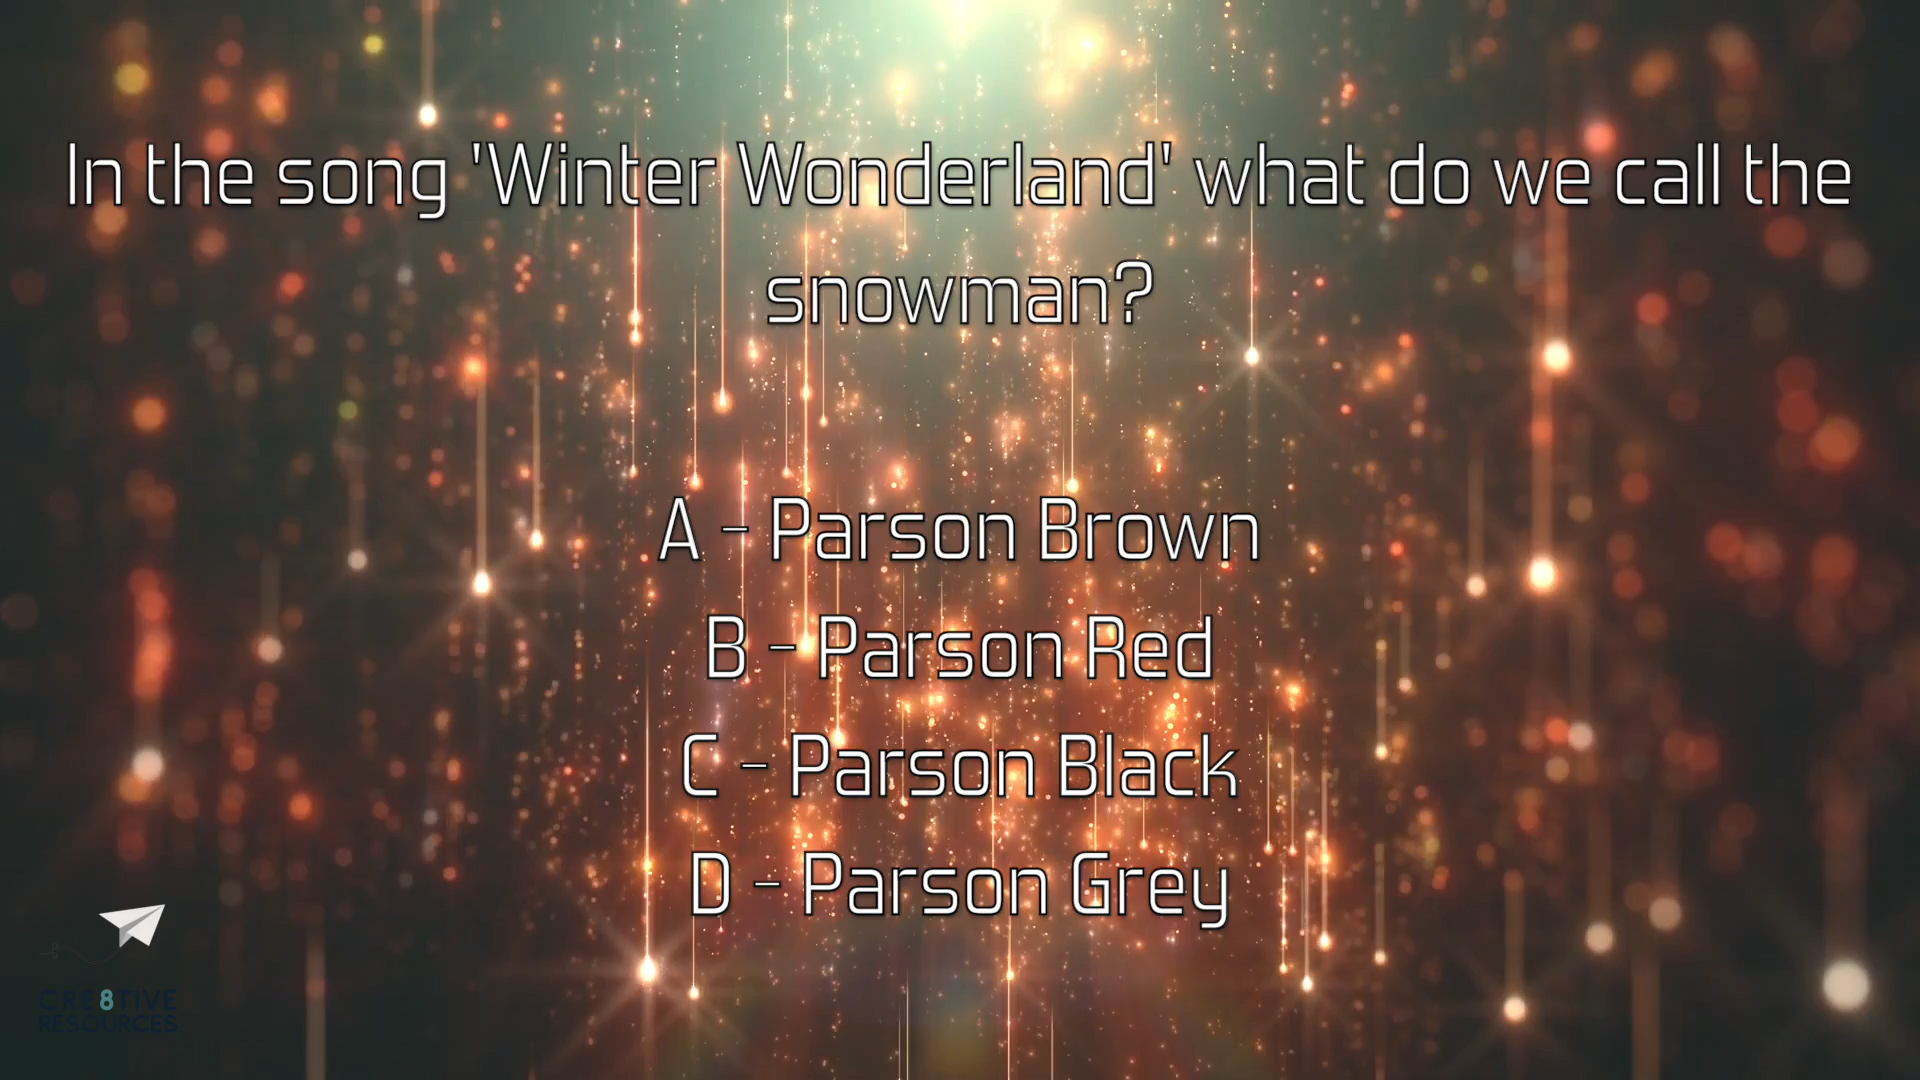 In the song 'Winter Wonderland' what do we call the
snowman?
A - Parson Brown
B - Parson Red
C - Parson Black
D - Parson Grey
CRE8TIVE
RESOURCES